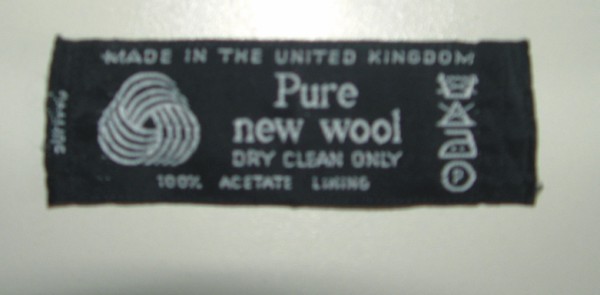 MADE IN THE UNITED KINGDOM
Pure
new wool
DRY CLEAN ONLY
100% ACETATE LINING
P